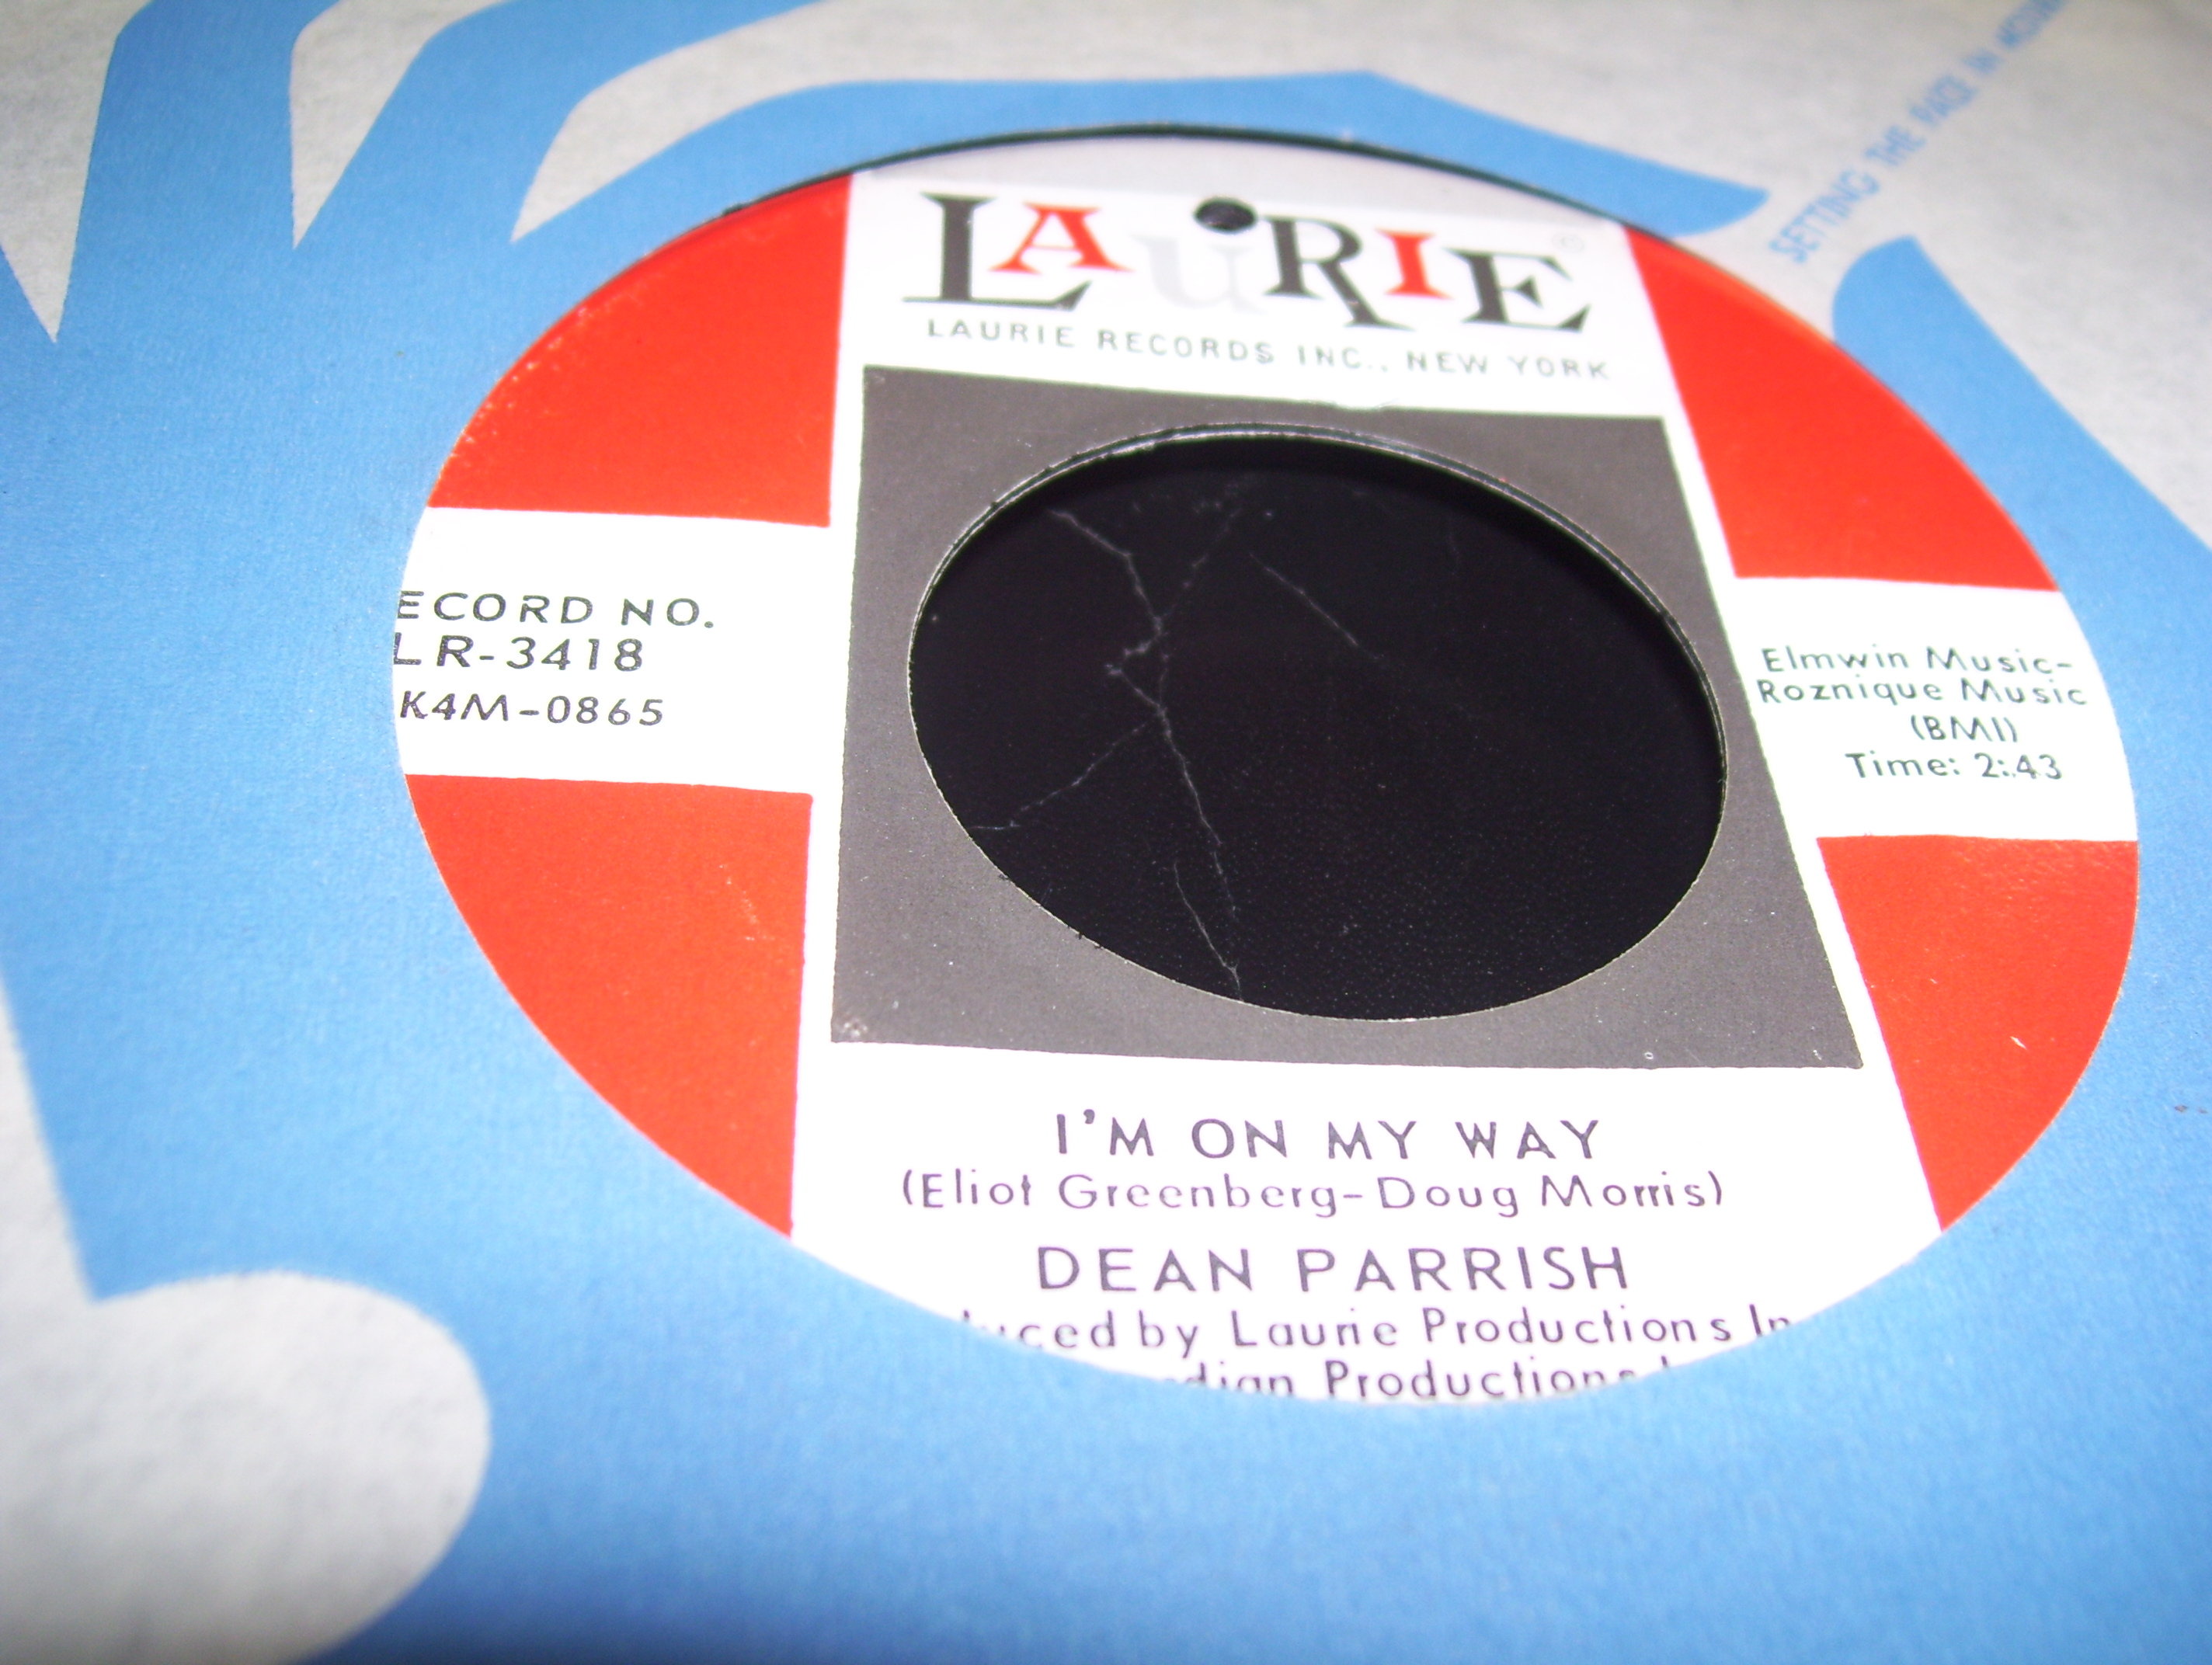 SETTING THE PACE IN
LAURIE®
LAURIE RECORDS INC., NEW YORK
ECORD NO.
LR-3418
K4M-0865
Elmwin Music-
Roznique Music
(BMI)
Time: 2:43
I'M ON MY WAY
(Eliot Greenberg-Doug Morris)
DEAN PARRISH
uced by Laurie Productions In
dian Productions